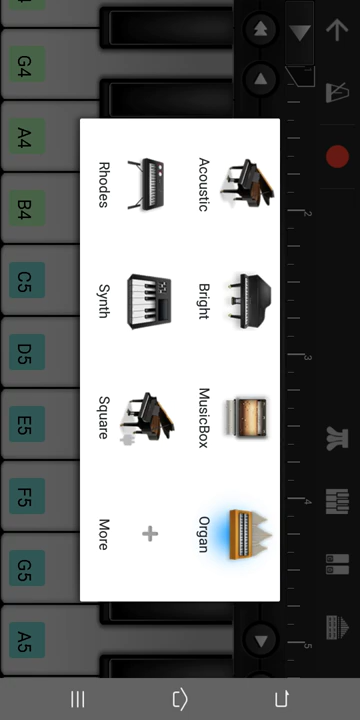 2
3
4
5
Acoustic
Bright
MusicBox
Organ
Rhodes
Synth
Square
More
G4
A4
B4
C5
D5
E5
F5
G5
A5